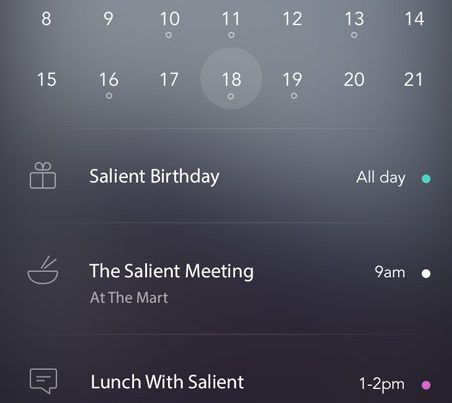 8 9 10 11 12 13 14
15 16 17 18 19 20 21
Salient Birthday All day
The Salient Meeting 9am
At The Mart
Lunch With Salient 1-2pm